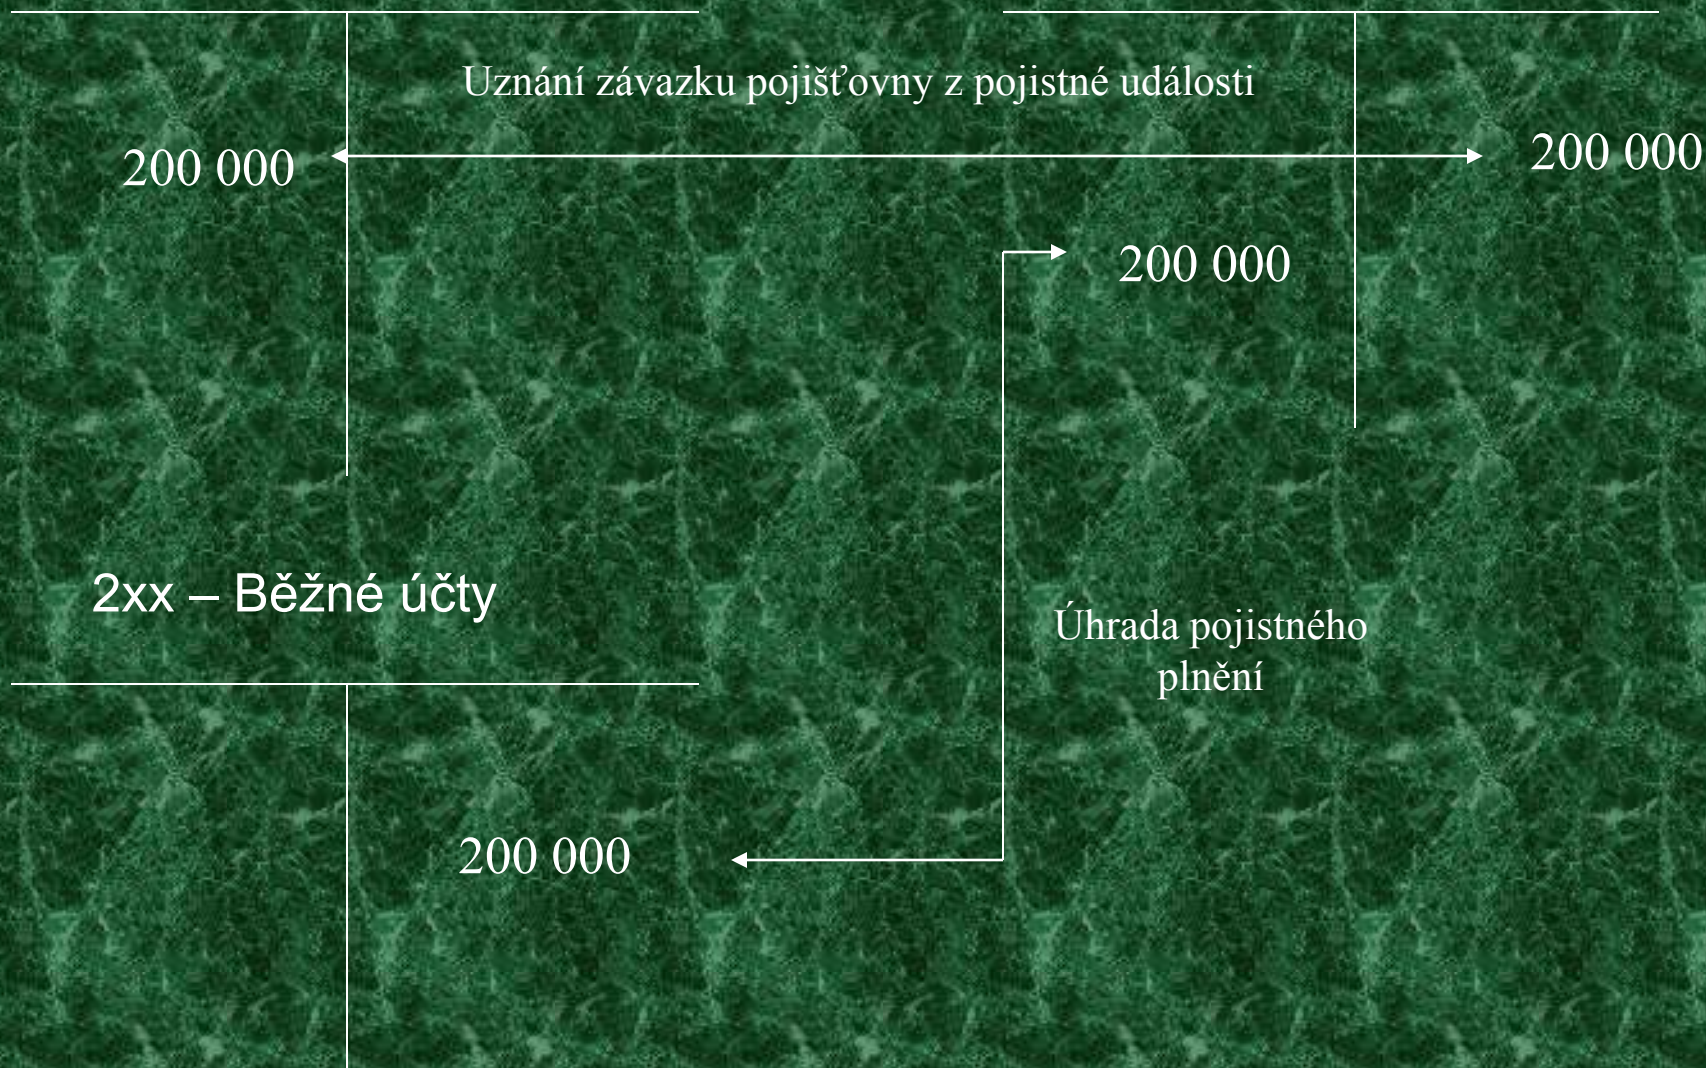 Uznání závazku pojišťovny z pojistné události
200 000
200 000
200 000
2xx – Běžné účty
Úhrada pojistného
plnění
200 000